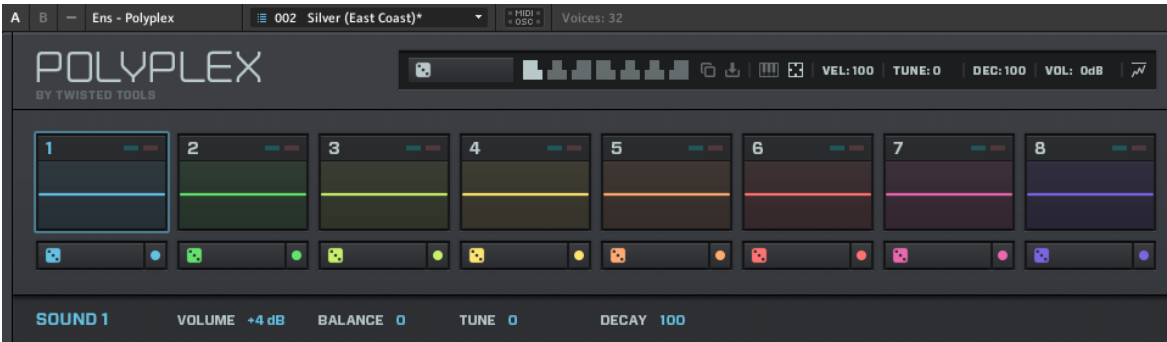 A B – Ens - Polyplex 002 Silver (East Coast)* MIDI OSC Voices: 32
POLYPLEX
BY TWISTED TOOLS
VEL: 100 TUNE: 0 DEC: 100 VOL: 0dB
1 2 3 4 5 6 7 8
SOUND 1 VOLUME +4 dB BALANCE 0 TUNE 0 DECAY 100